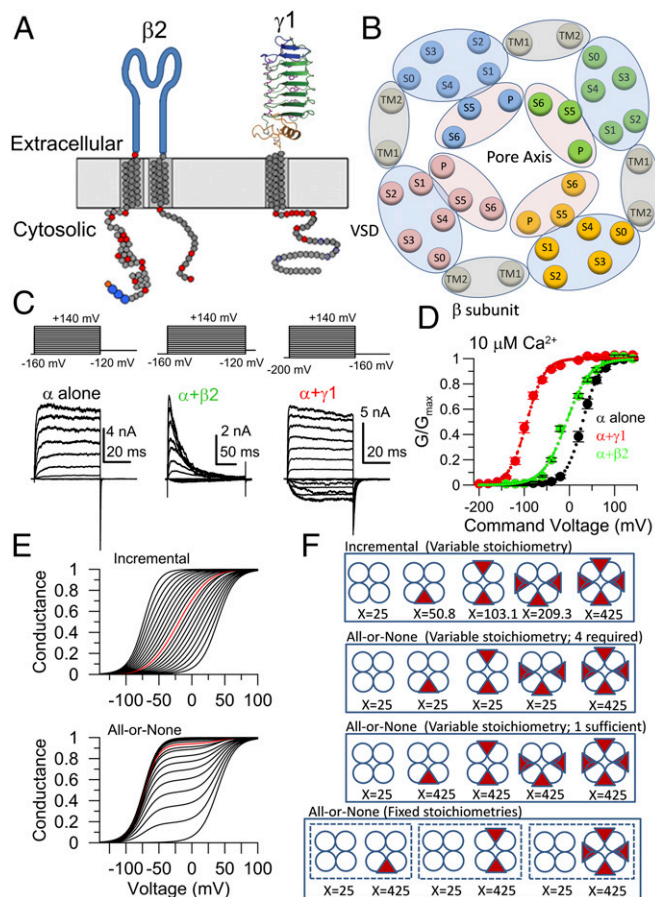 A
β2
γ1
Extracellular
Cytosolic
B
S3
S2
S0
S1
S4
S5
P
S6
TM1
TM2
S0
S3
S4
S1
S2
S6
S5
P
TM2
TM1
Pore Axis
TM1
TM2
P
S2
S1
S5
S6
S4
S3
S0
VSD
S6
P
S5
S4
S0
S1
S3
S2
TM2
TM1
β subunit
C
+140 mV
+140 mV
+140 mV
-160 mV
-120 mV
-160 mV
-120 mV
-200 mV
-160 mV
α alone
α+β2
α+γ1
4 nA
20 ms
2 nA
50 ms
5 nA
20 ms
D
10 μM Ca2+
G/Gmax
1
0.8
0.6
0.4
0.2
0
α alone
α+γ1
α+β2
-200
-120
-40
0
40
120
Command Voltage (mV)
E
Incremental
Conductance
1
0.8
0.6
0.4
0.2
0
-100
-50
0
50
100
All-or-None
Conductance
1
0.8
0.6
0.4
0.2
0
-100
-50
0
50
100
Voltage (mV)
F
Incremental (Variable stoichiometry)
X=25 X=50.8 X=103.1 X=209.3 X=425
All-or-None (Variable stoichiometry; 4 required)
X=25 X=25 X=25 X=25 X=425
All-or-None (Variable stoichiometry; 1 sufficient)
X=25 X=425 X=425 X=425 X=425
All-or-None (Fixed stoichiometries)
X=25 X=425 X=25 X=425 X=25 X=425